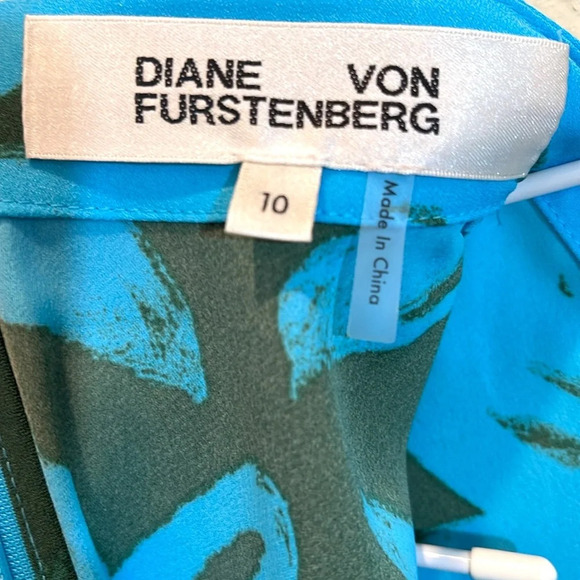 DIANE VON
FURSTENBERG
10
Made In China